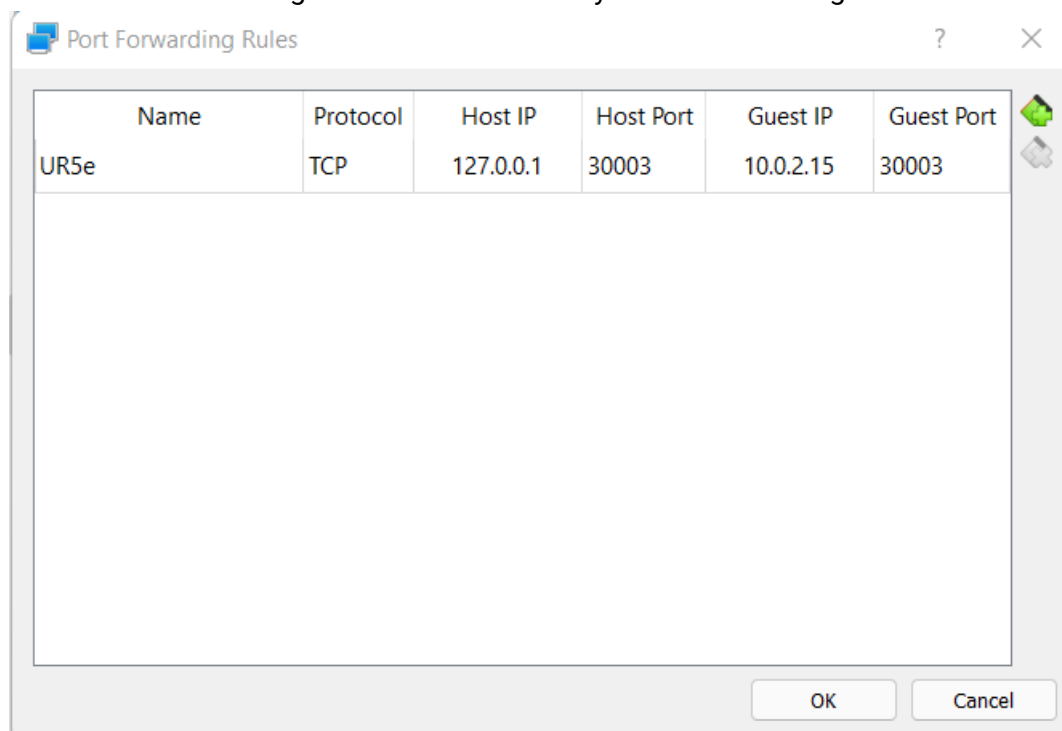 Port Forwarding Rules ?
Name Protocol Host IP Host Port Guest IP Guest Port
UR5e TCP 127.0.0.1 30003 10.0.2.15 30003
OK Cancel